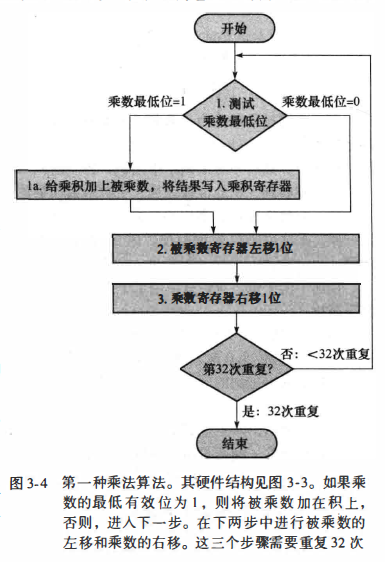 开始
乘数最低位=1
1. 测试
乘数最低位
乘数最低位=0
1a. 给乘积加上被乘数，将结果写入乘积寄存器
2. 被乘数寄存器左移1位
3. 乘数寄存器右移1位
第32次重复?
否：<32次重复
是：32次重复
结束
图 3-4 第一种乘法算法。其硬件结构见图 3-3。如果乘
数的最低有效位为 1，则将被乘数加在积上，
否则，进入下一步。在下两步中进行被乘数的
左移和乘数的右移。这三个步骤需要重复 32 次